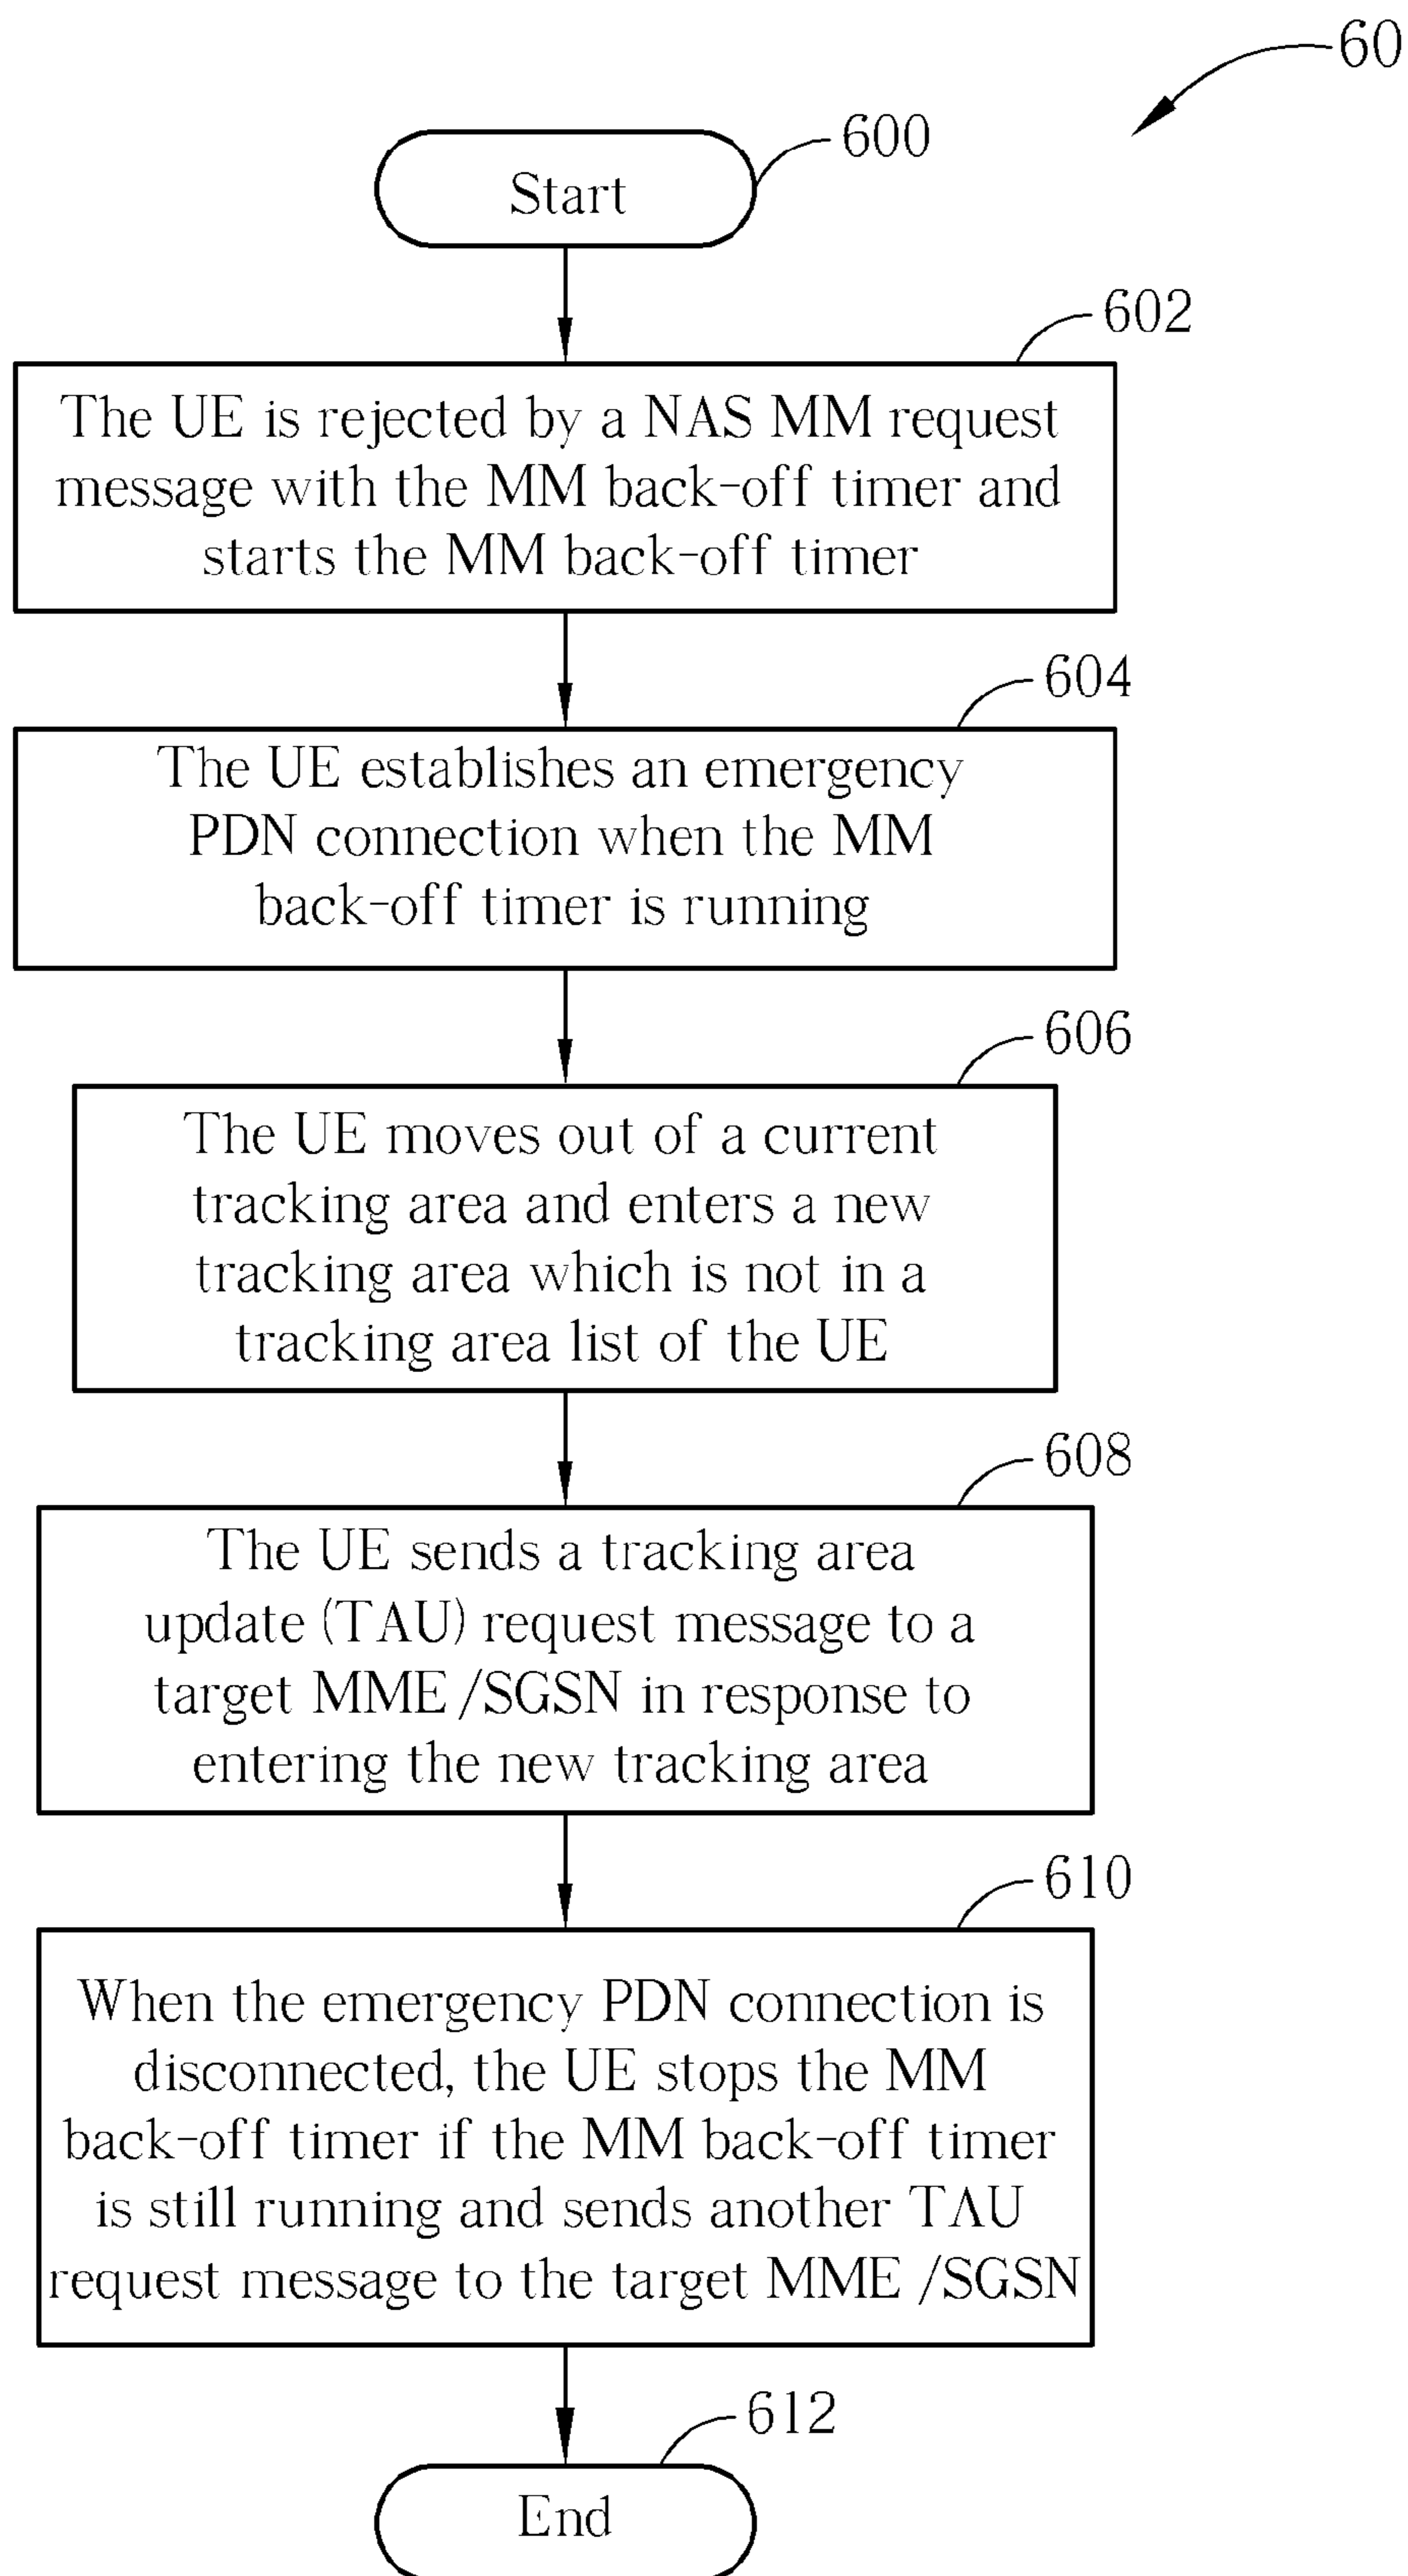 60
600
Start
602
The UE is rejected by a NAS MM request
message with the MM back-off timer and
starts the MM back-off timer
604
The UE establishes an emergency
PDN connection when the MM
back-off timer is running
606
The UE moves out of a current
tracking area and enters a new
tracking area which is not in a
tracking area list of the UE
608
The UE sends a tracking area
update (TAU) request message to a
target MME/SGSN in response to
entering the new tracking area
610
When the emergency PDN connection is
disconnected, the UE stops the MM
back-off timer if the MM back-off timer
is still running and sends another TAU
request message to the target MME/SGSN
612
End